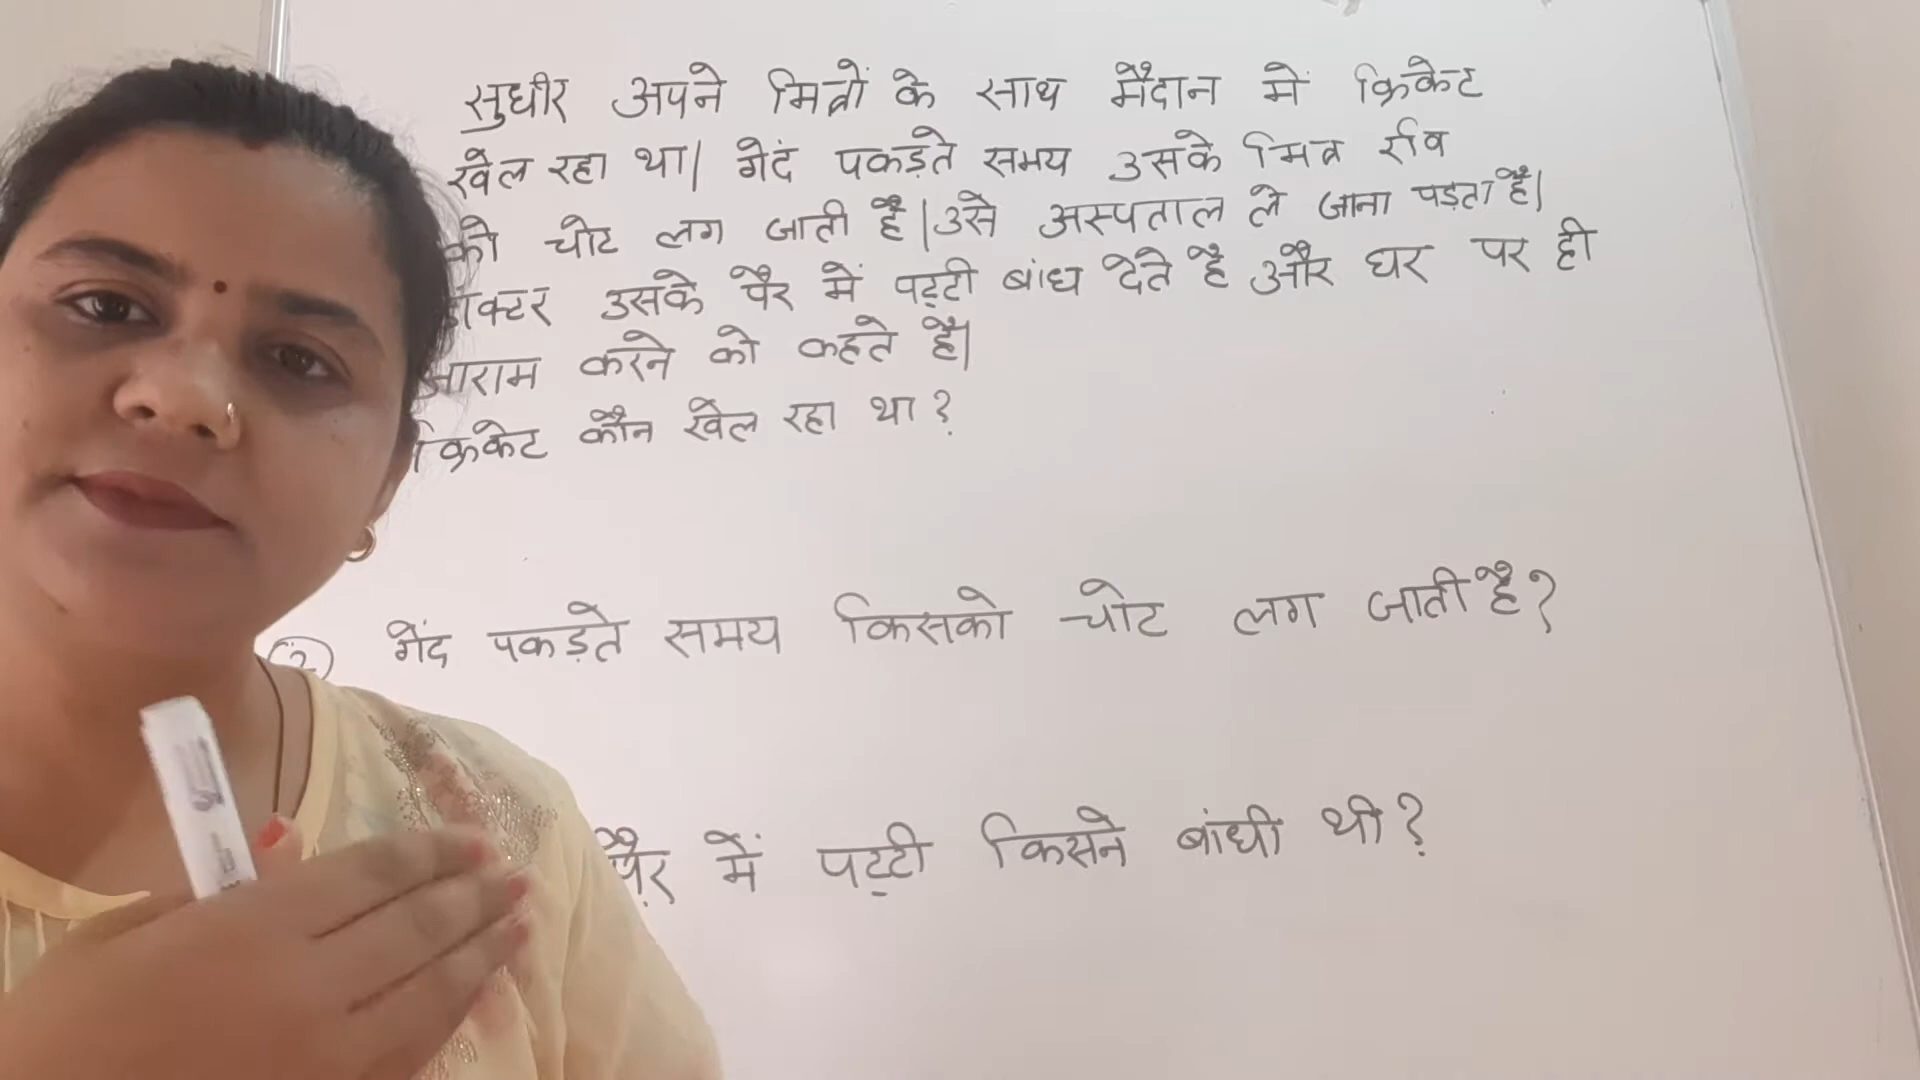 सुधीर अपने मित्रों के साथ मैदान में क्रिकेट
खेल रहा था। गेदं पकड़ते समय उसके मित्र रवि
को चोट लग जाती है। उसे अस्पताल ले जाना पड़ता है।
उसके पैर में पट्टी बांध देते है और घर पर ही
आराम करने को कहते हैं।
क्रिकेट कौन खेल रहा था?
2 गेंद पकड़ते समय किसको चोट लग जाती है?
पैर में पट्टी किसने बांधी थी?